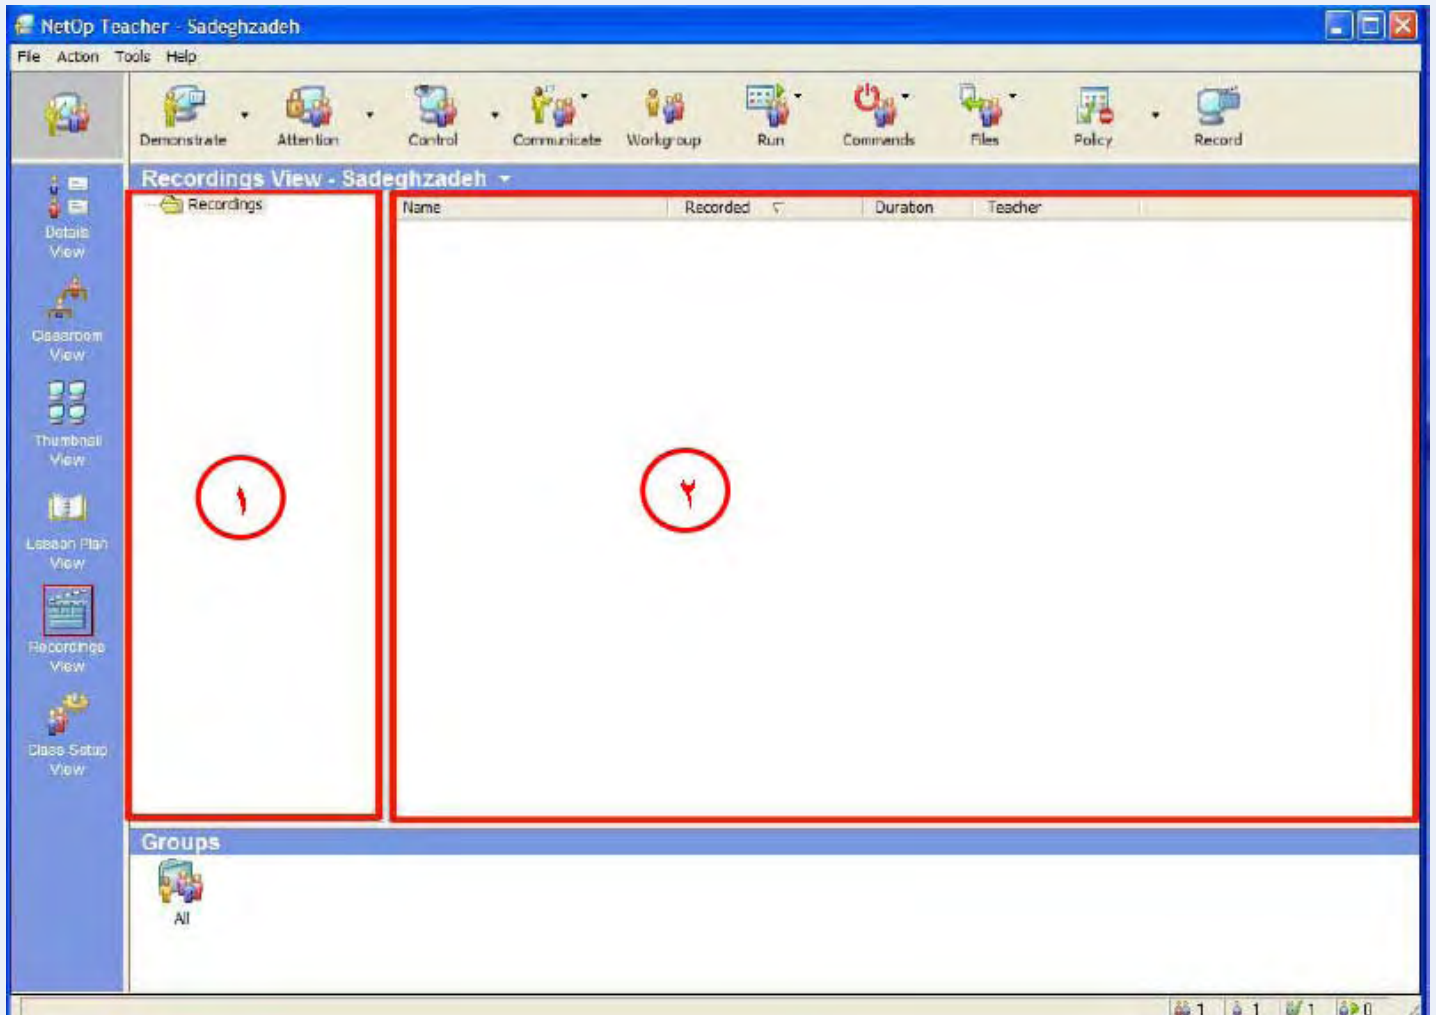 NetOp Teacher - Sadeghzadeh
File Action Tools Help
Demonstrate Attention Control Communicate Workgroup Run Commands Files Policy Record
Recordings View - Sadeghzadeh
Recordings
Name Recorded Duration Teacher
Details
View
Classroom
View
Thumbnail
View
Lesson Plan
View
Recordings
View
Class Setup
View
۱
۲
Groups
All
1 1 1 0